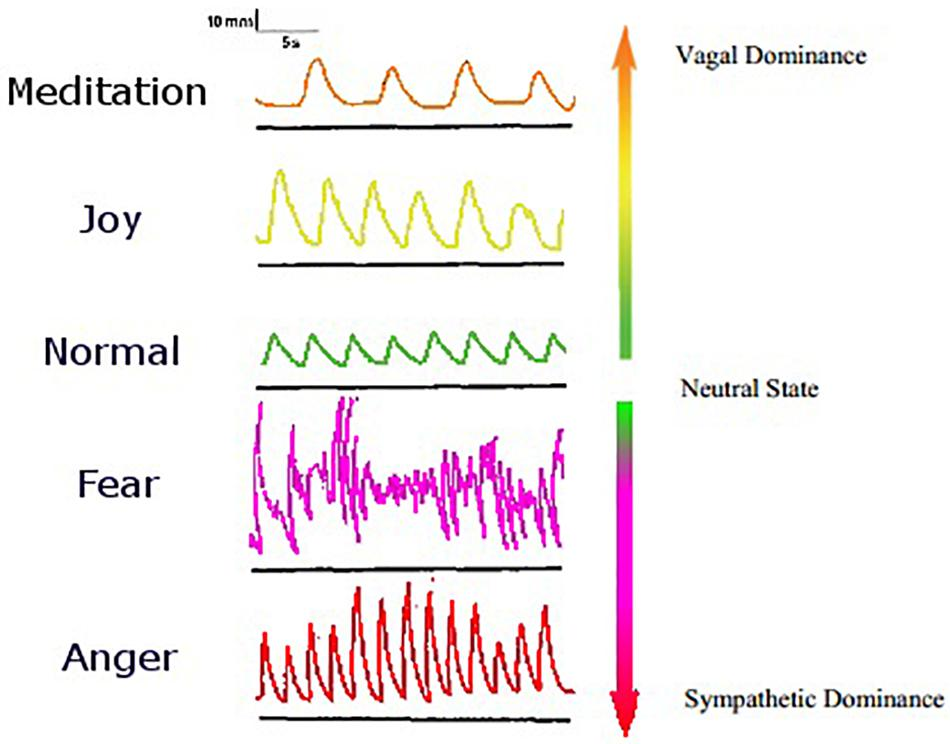 10 mm
5s
Vagal Dominance
Meditation
Joy
Normal
Neutral State
Fear
Anger
Sympathetic Dominance